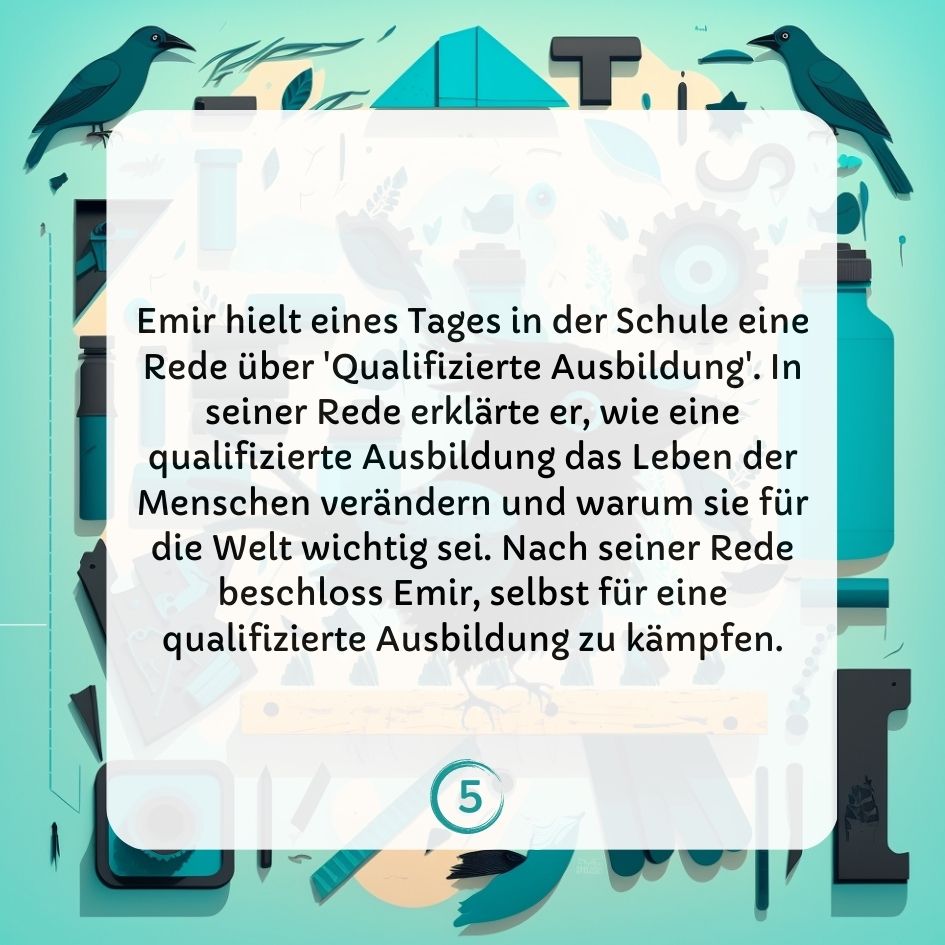 Emir hielt eines Tages in der Schule eine
Rede über 'Qualifizierte Ausbildung'. In
seiner Rede erklärte er, wie eine
qualifizierte Ausbildung das Leben der
Menschen verändern und warum sie für
die Welt wichtig sei. Nach seiner Rede
beschloss Emir, selbst für eine
qualifizierte Ausbildung zu kämpfen.
5